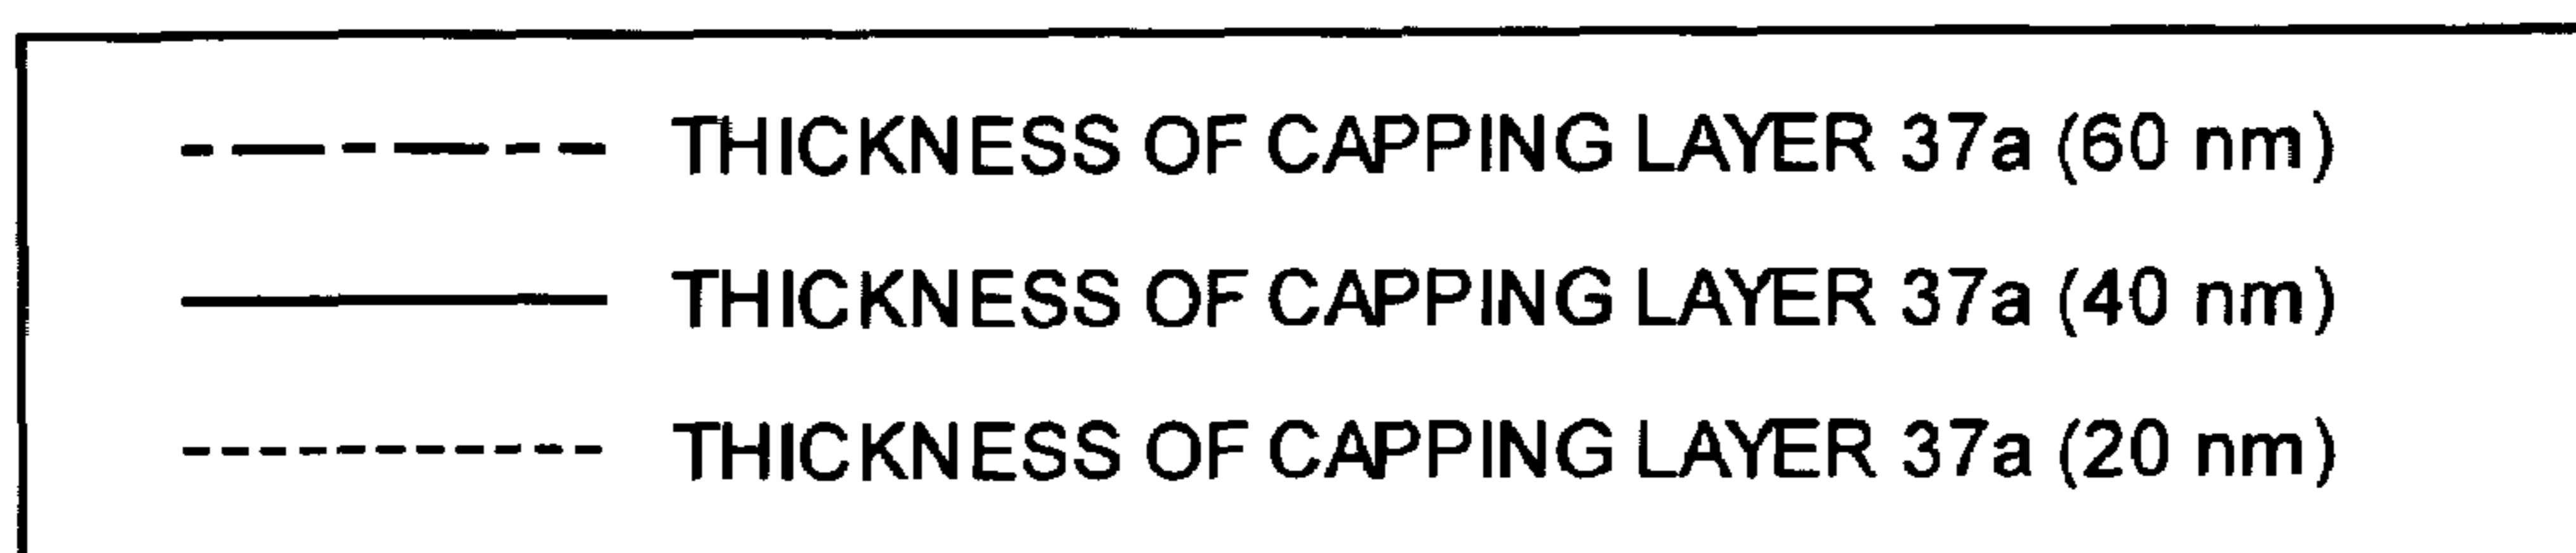 THICKNESS OF CAPPING LAYER 37a (60 nm)
THICKNESS OF CAPPING LAYER 37a (40 nm)
THICKNESS OF CAPPING LAYER 37a (20 nm)